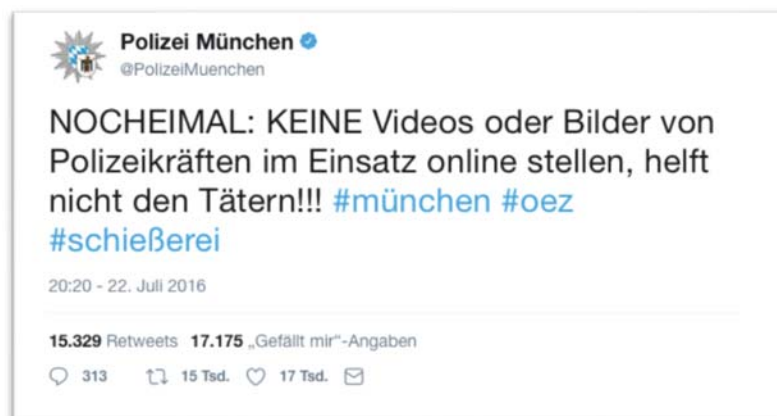 Polizei München
@PolizeiMuenchen
NOCHEIMAL: KEINE Videos oder Bilder von
Polizeikräften im Einsatz online stellen, helft
nicht den Tätern!!! #münchen #oez
#schießerei
20:20 - 22. Juli 2016
15.329 Retweets 17.175 „Gefällt mir“-Angaben
313 15 Tsd. 17 Tsd.